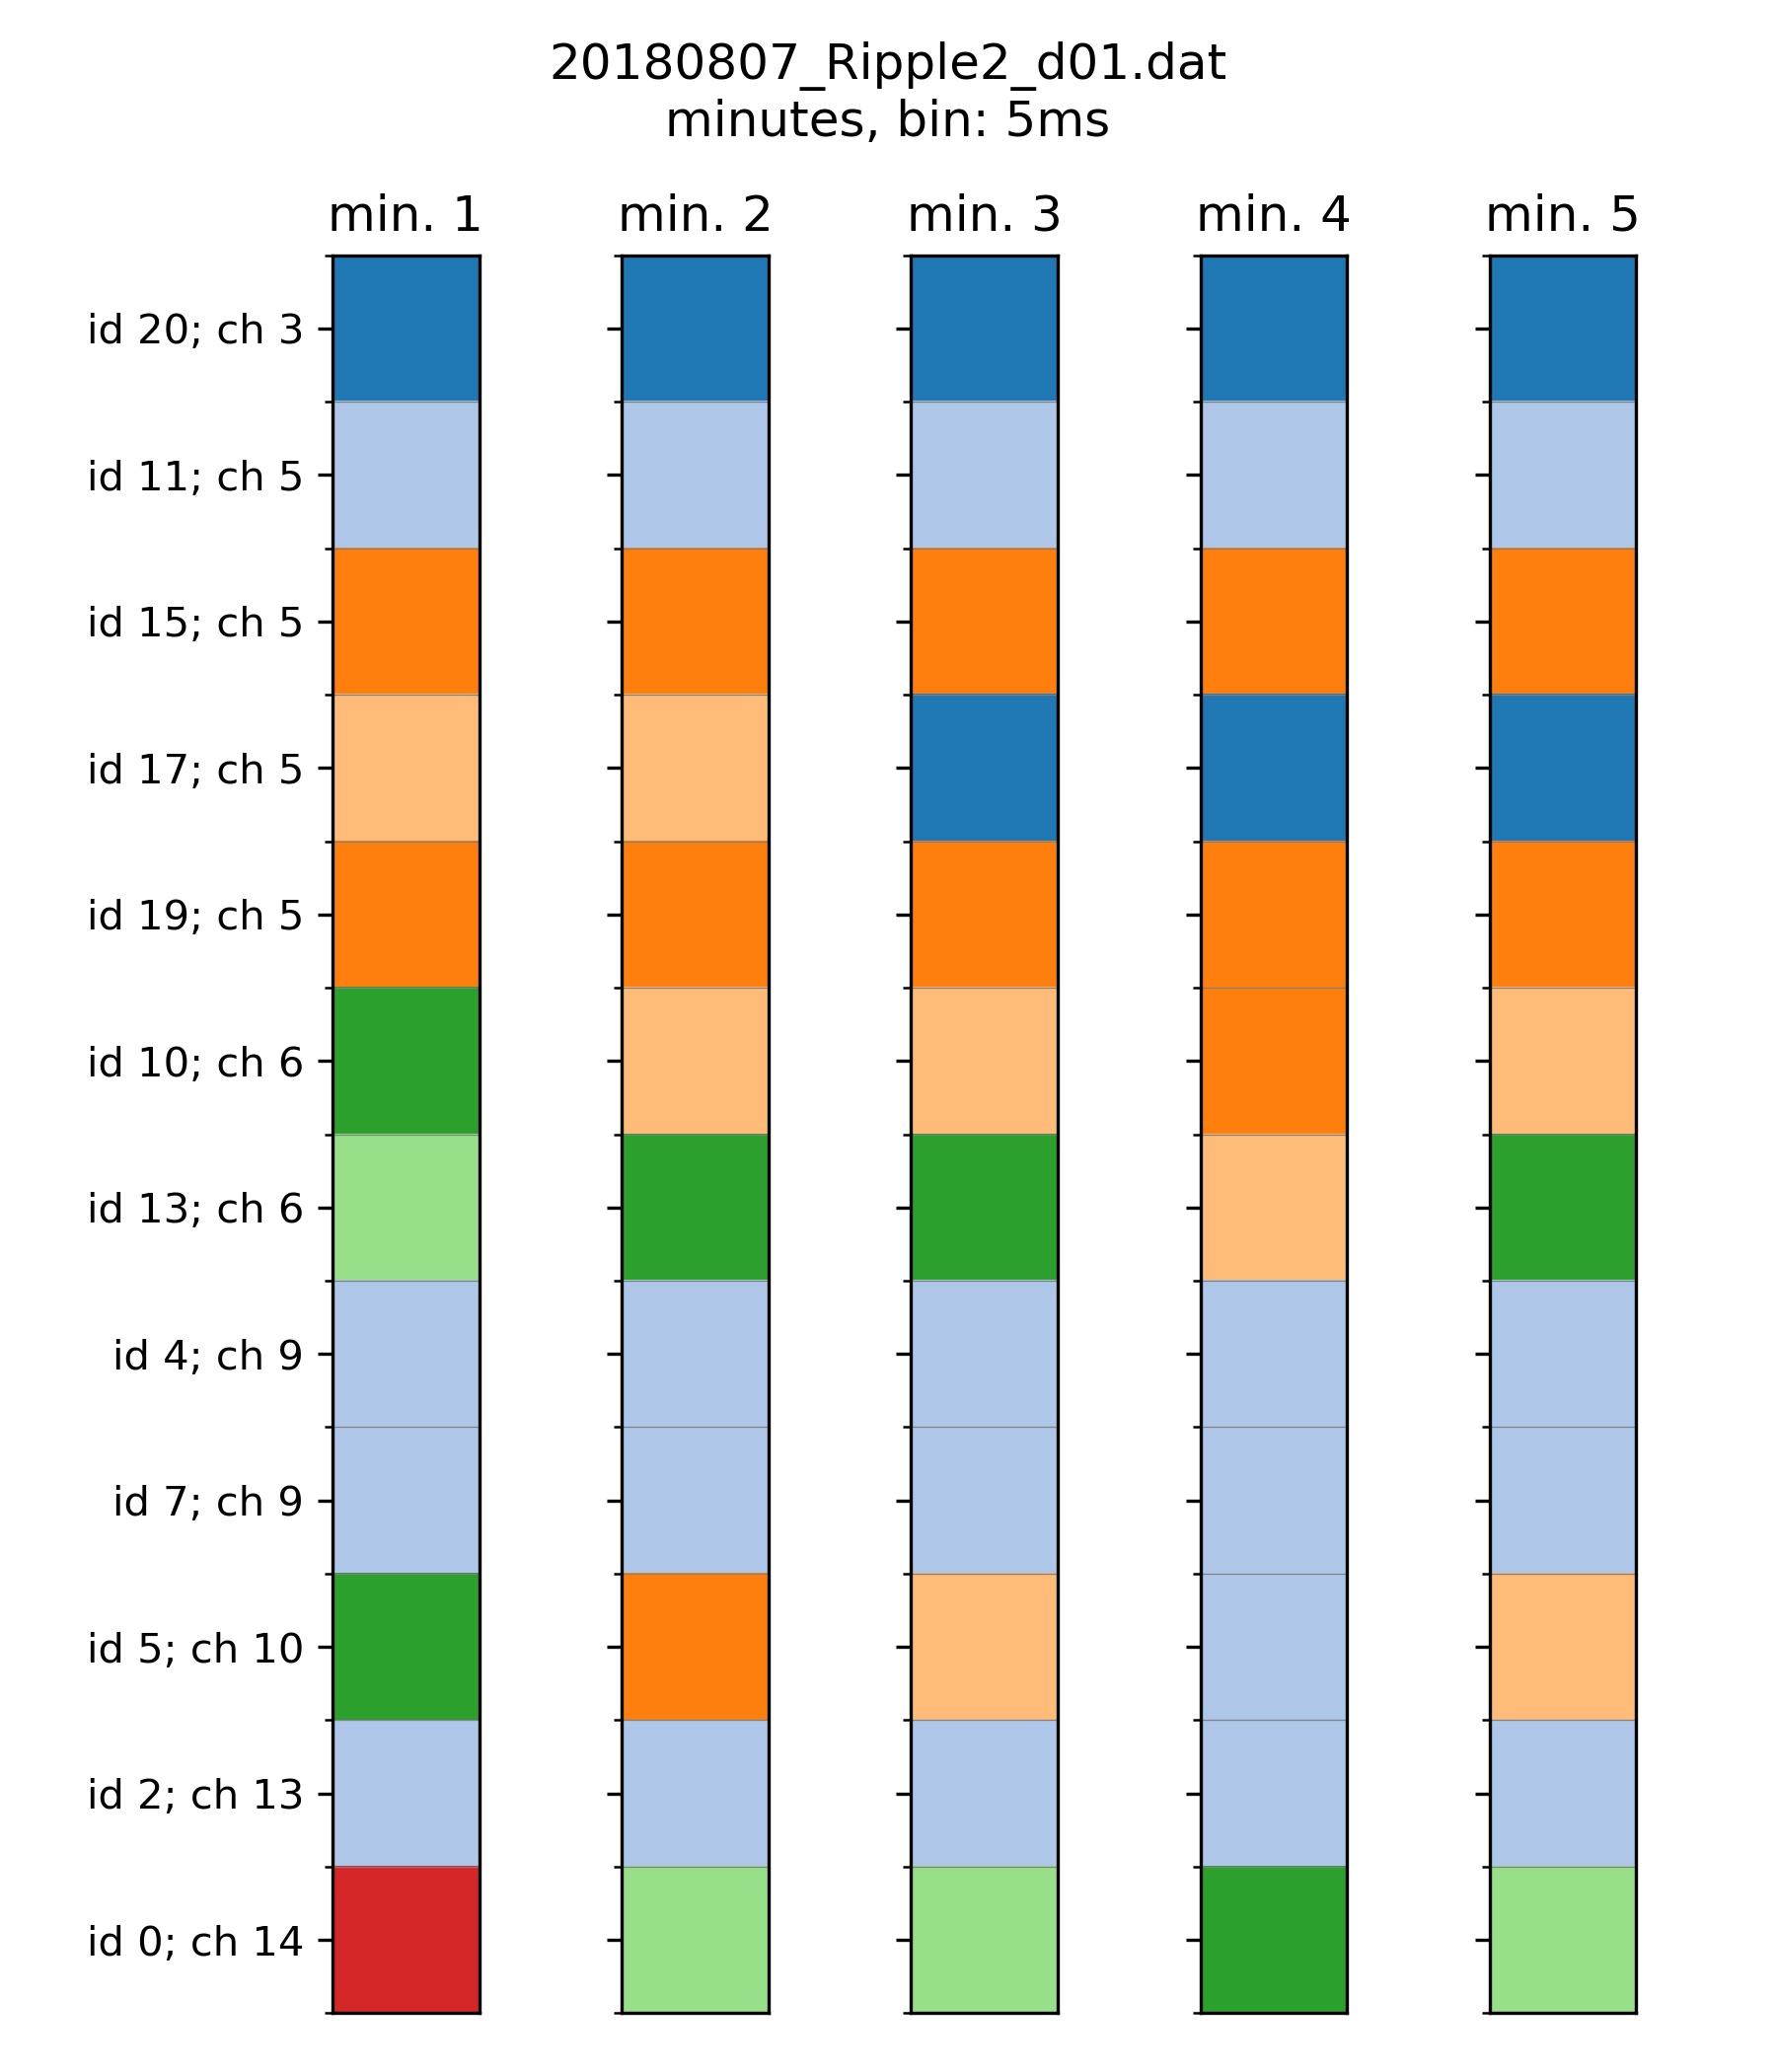 20180807_Ripple2_d01.dat
minutes, bin: 5ms
min. 1 min. 2 min. 3 min. 4 min. 5
id 20; ch 3
id 11; ch 5
id 15; ch 5
id 17; ch 5
id 19; ch 5
id 10; ch 6
id 13; ch 6
id 4; ch 9
id 7; ch 9
id 5; ch 10
id 2; ch 13
id 0; ch 14